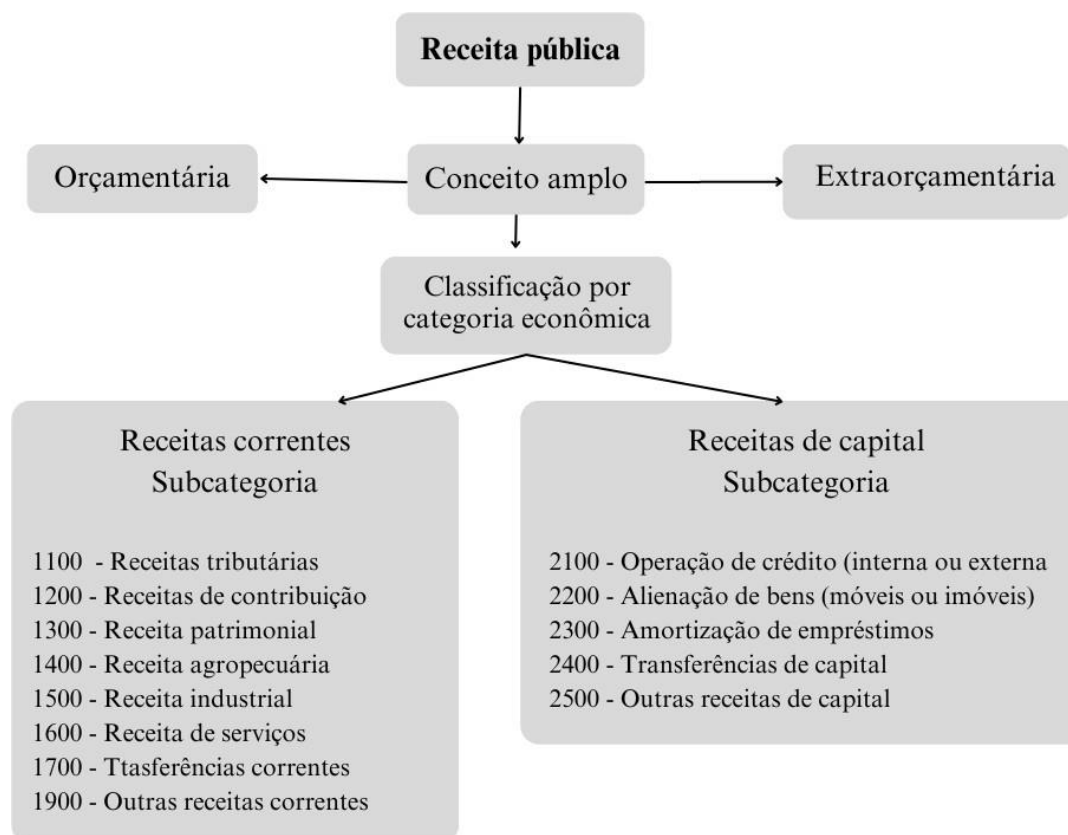 Receita pública
Orçamentária
Conceito amplo
Extraorçamentária
Classificação por
categoria econômica
Receitas correntes
Subcategoria
1100 - Receitas tributárias
1200 - Receitas de contribuição
1300 - Receita patrimonial
1400 - Receita agropecuária
1500 - Receita industrial
1600 - Receita de serviços
1700 - Ttasferências correntes
1900 - Outras receitas correntes
Receitas de capital
Subcategoria
2100 - Operação de crédito (interna ou externa
2200 - Alienação de bens (móveis ou imóveis)
2300 - Amortização de empréstimos
2400 - Transferências de capital
2500 - Outras receitas de capital